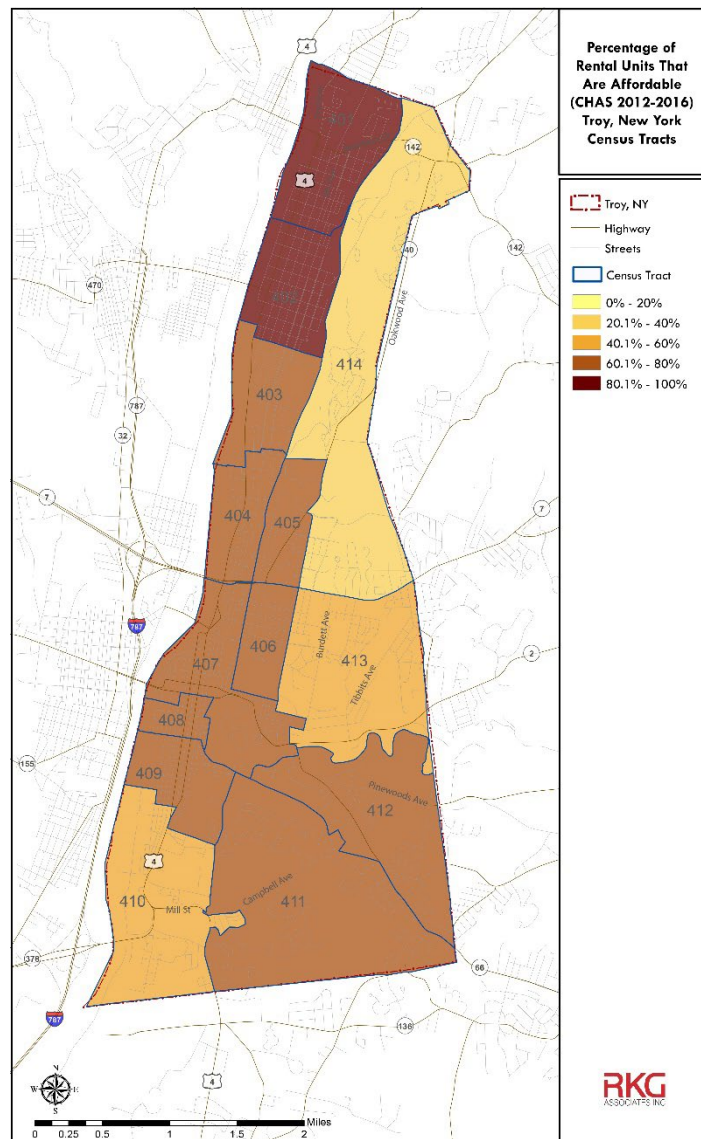 Percentage of
Rental Units That
Are Affordable
(CHAS 2012-2016)
Troy, New York
Census Tracts
Troy, NY
Highway
Streets
Census Tract
0% - 20%
20.1% - 40%
40.1% - 60%
60.1% - 80%
80.1% - 100%
4
142
4
40
142
470
Oakwood Ave
414
403
787
32
7
404
405
7
787
Burdett Ave
406
413
2
407
Tibbits Ave
408
155
409
Pinewoods Ave
412
4
410
Campbell Ave
411
Mill St
378
66
787
136
4
N
W E
S
Miles
0 0.25 0.5 1 1.5 2
RKG
ASSOCIATES INC